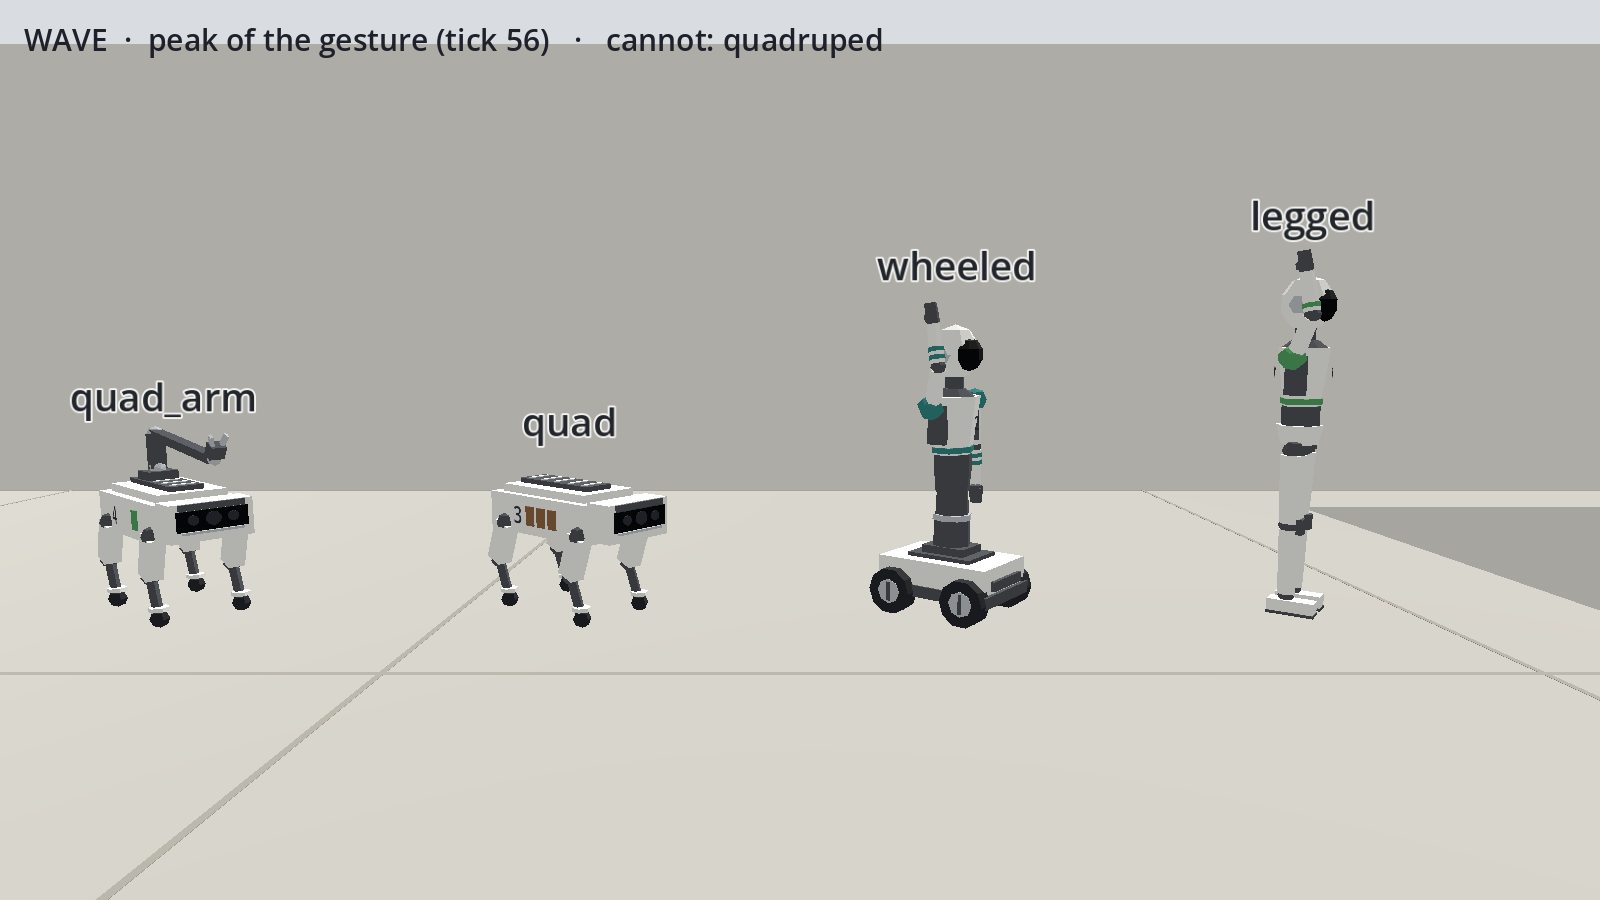 WAVE · peak of the gesture (tick 56) · cannot: quadruped
legged
wheeled
quad_arm
quad
4
3